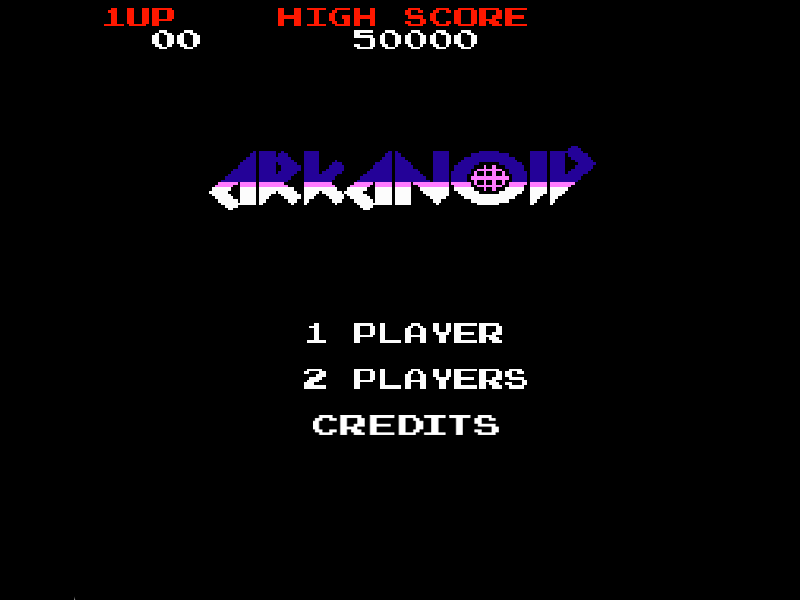 1UP HIGH SCORE
00 50000
ARKANOID
1 PLAYER
2 PLAYERS
CREDITS